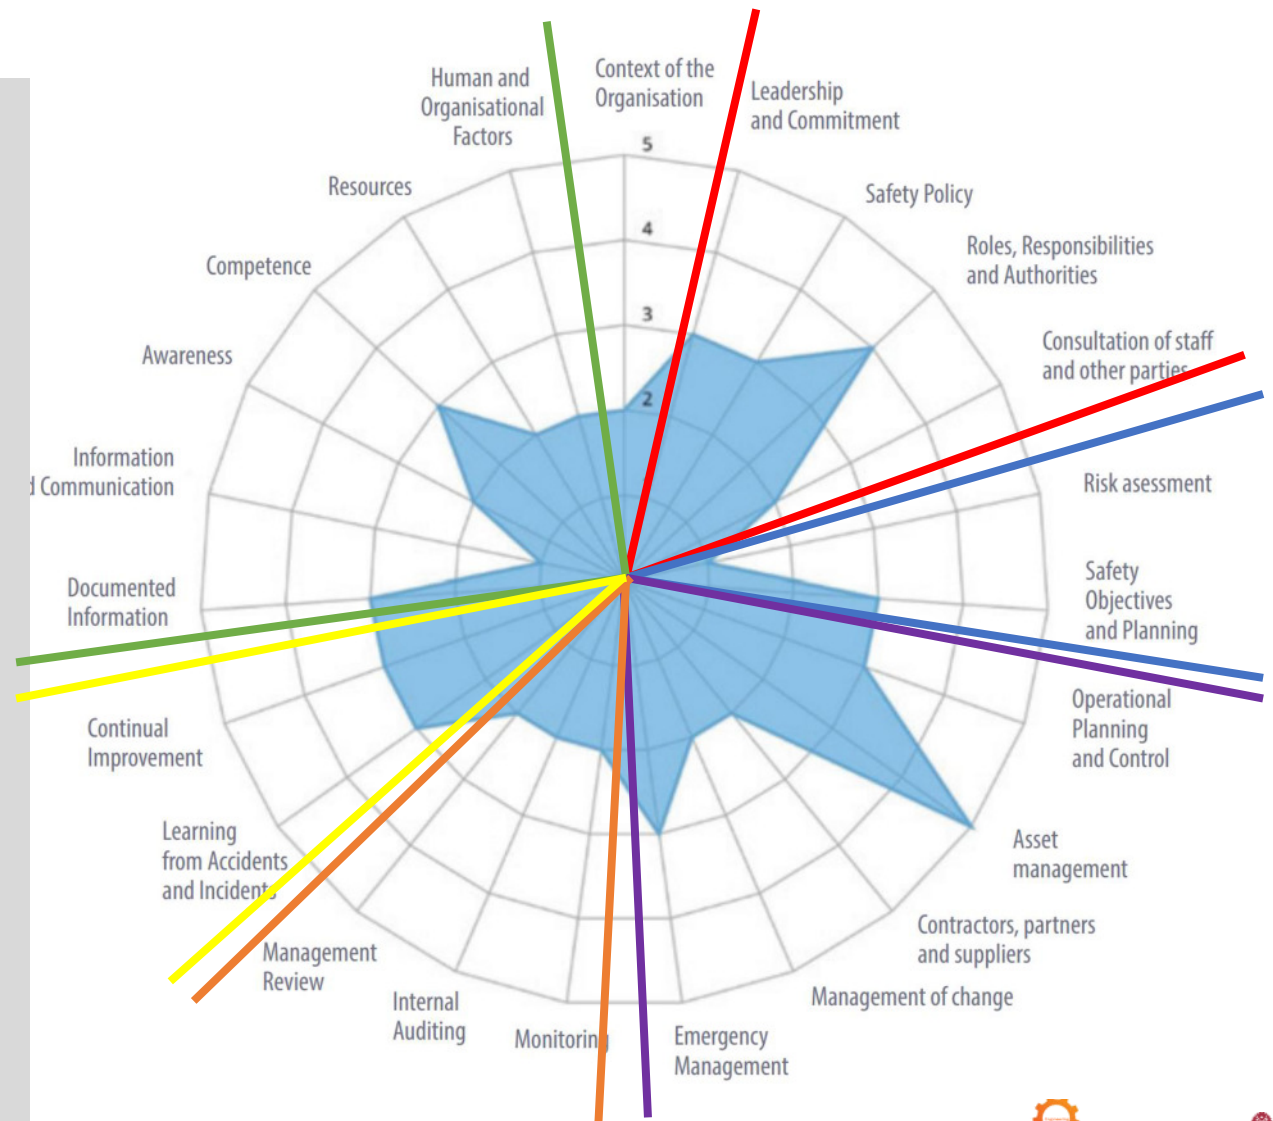 Context of the
Organisation
Leadership
and Commitment
Safety Policy
Roles, Responsibilities
and Authorities
Consultation of staff
and other parties
Risk asessment
Safety
Objectives
and Planning
Operational
Planning
and Control
Asset
management
Contractors, partners
and suppliers
Management of change
Emergency
Management
Monitoring
Internal
Auditing
Management
Review
Learning
from Accidents
and Incidents
Continual
Improvement
Documented
Information
Information
d Communication
Awareness
Competence
Resources
Human and
Organisational
Factors
5
4
3
2